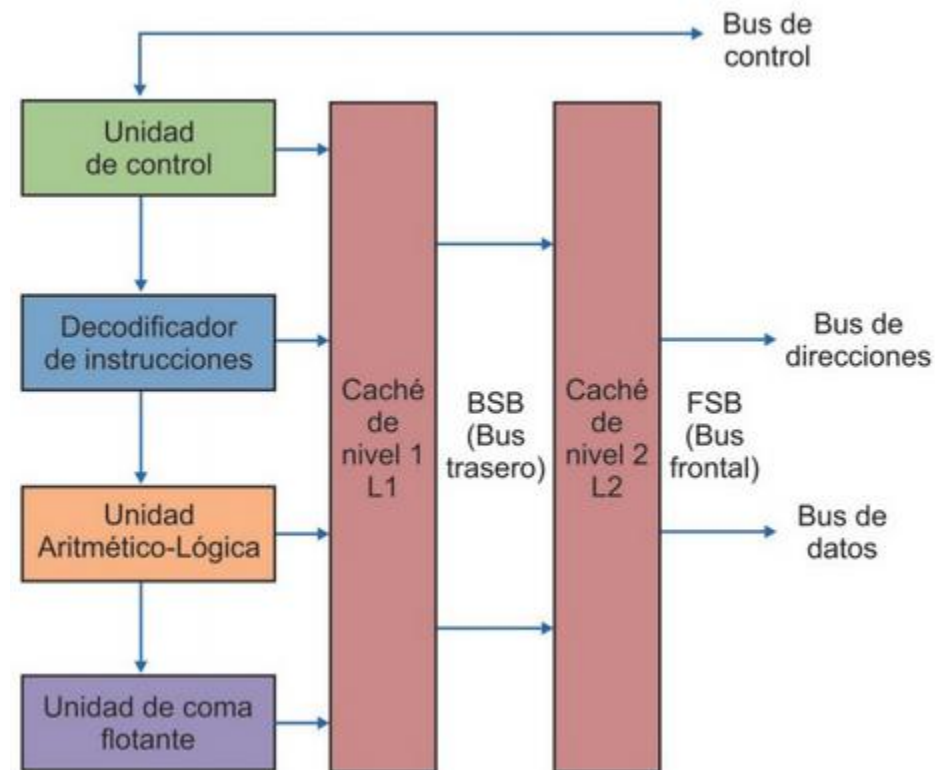 Bus de
control
Unidad
de control
Decodificador
de instrucciones
Unidad
Aritmético-Lógica
Unidad de coma
flotante
Caché
de
nivel 1
L1
BSB
(Bus
trasero)
Caché
de
nivel 2
L2
FSB
(Bus
frontal)
Bus de
direcciones
Bus de
datos